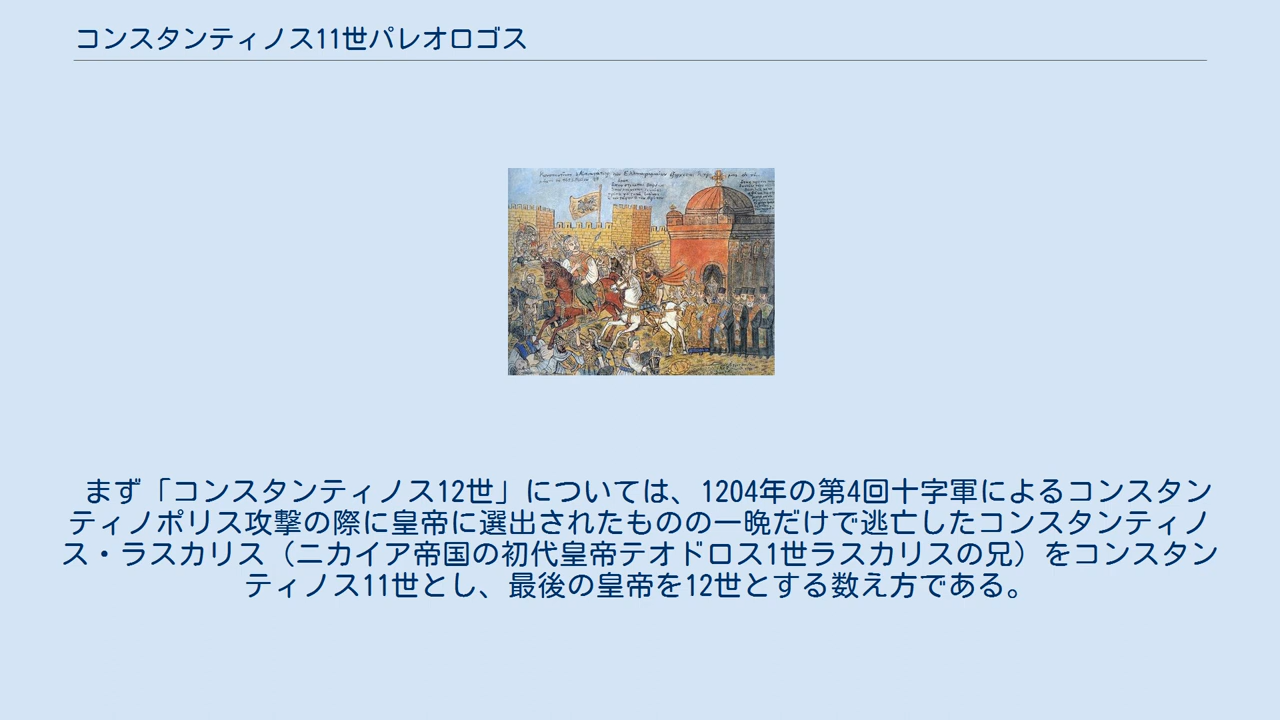 コンスタンティノス11世パレオロゴス
まず「コンスタンティノス12世」については、1204年の第4回十字軍によるコンスタン
ティノポリス攻撃の際に皇帝に選出されたものの一晩だけで逃亡したコンスタンティノ
ス・ラスカリス（ニカイア帝国の初代皇帝テオドロス1世ラスカリスの兄）をコンスタン
ティノス11世とし、最後の皇帝を12世とする数え方である。